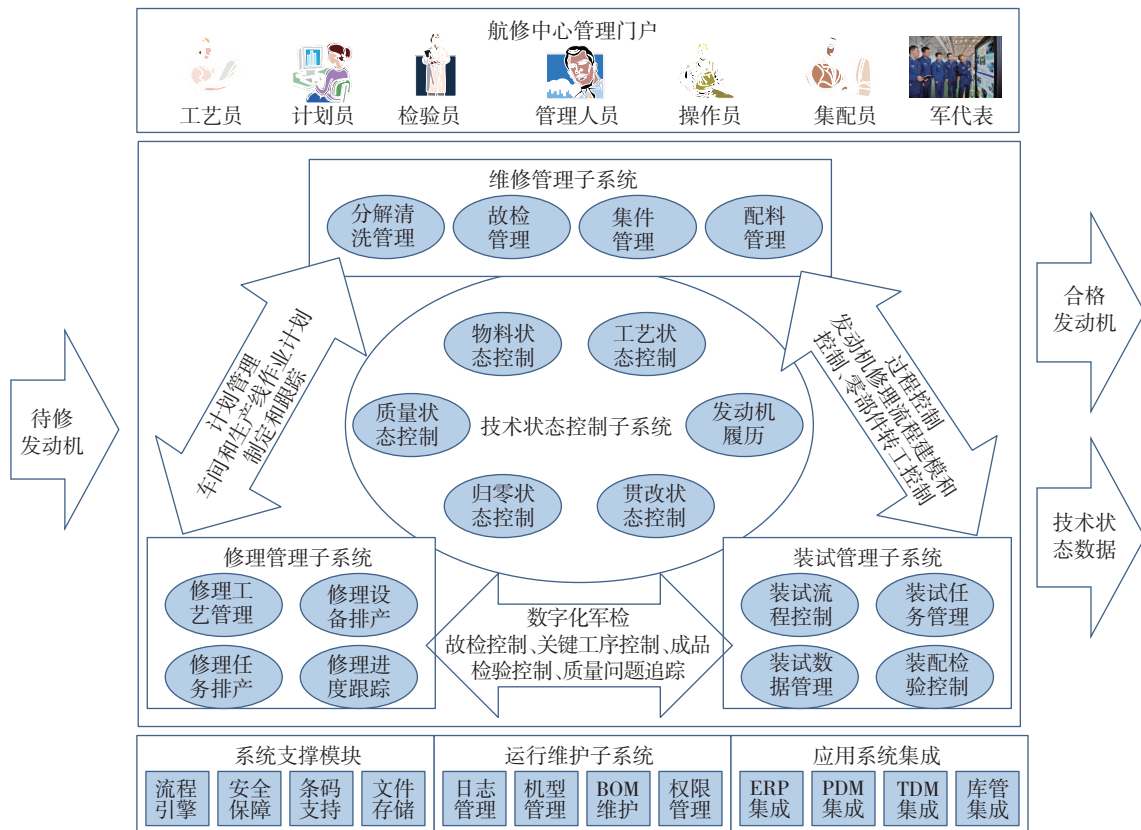 航修中心管理门户
工艺员
计划员
检验员
管理人员
操作员
集配员
军代表
维修管理子系统
分解清
洗管理
故检
管理
集件
管理
配料
管理
待修
发动机
计划管理
车间和生产线作业计划
制定和跟踪
物料状
态控制
工艺状
态控制
质量状
态控制
技术状态控制子系统
发动机
履历
归零状
态控制
贯改状
态控制
过程控制
发动机修理流程建模和
控制、零部件转工控制
合格
发动机
技术状
态数据
修理管理子系统
修理工
艺管理
修理设
备排产
修理任
务排产
修理进
度跟踪
数字化军检
故检控制、关键工序控制、成品
检验控制、质量问题追踪
装试管理子系统
装试流
程控制
装试任
务管理
装试数
据管理
装配检
验控制
系统支撑模块
流程
引擎
安全
保障
条码
支持
文件
存储
运行维护子系统
日志
管理
机型
管理
BOM
维护
权限
管理
应用系统集成
ERP
集成
PDM
集成
TDM
集成
库管
集成